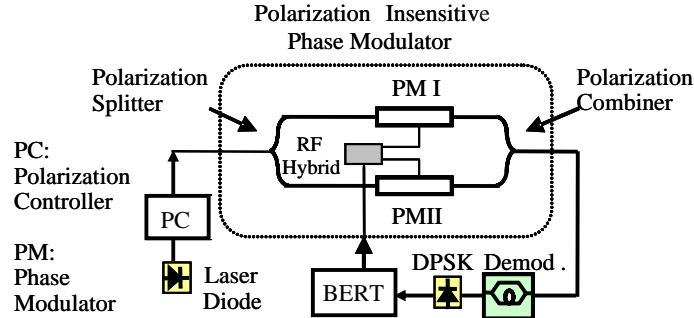 Polarization Insensitive
Phase Modulator
Polarization
Splitter
PM I
Polarization
Combiner
RF
Hybrid
PC:
Polarization
Controller
PMII
PC
PM:
Phase
Modulator
Laser
Diode
BERT
DPSK Demod .